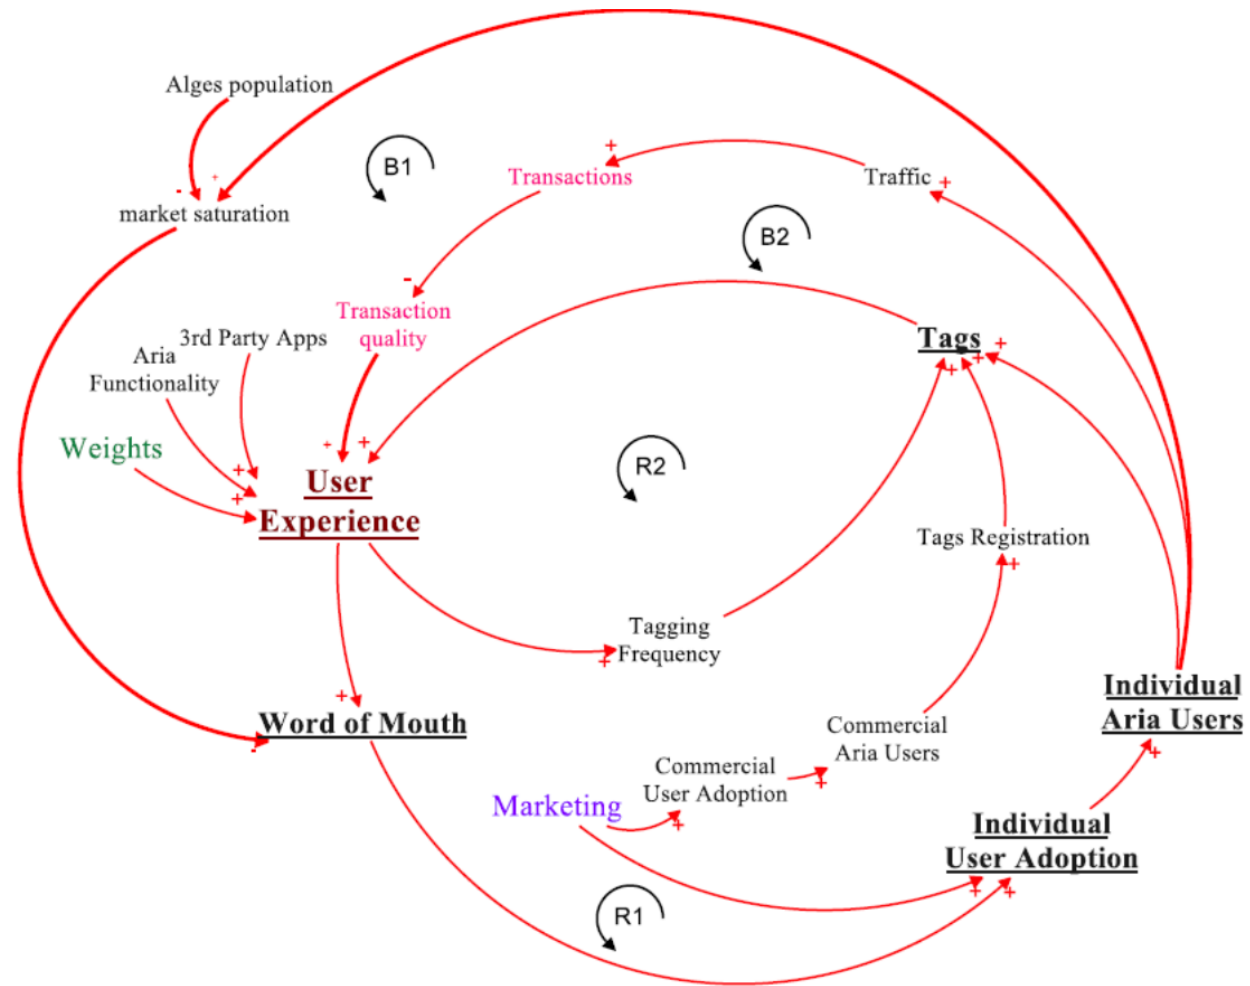 Alges population
B1
+
Transactions
Traffic
+
-
+
market saturation
B2
-
Transaction
quality
3rd Party Apps
Tags
+
+
+
Aria
Functionality
Weights
+
+
R2
+
+
User
Experience
Tags Registration
+
Tagging
Frequency
+
+
Word of Mouth
-
Individual
Aria Users
Commercial
Aria Users
+
Commercial
User Adoption
+
Marketing
+
Individual
User Adoption
+
+
R1
+